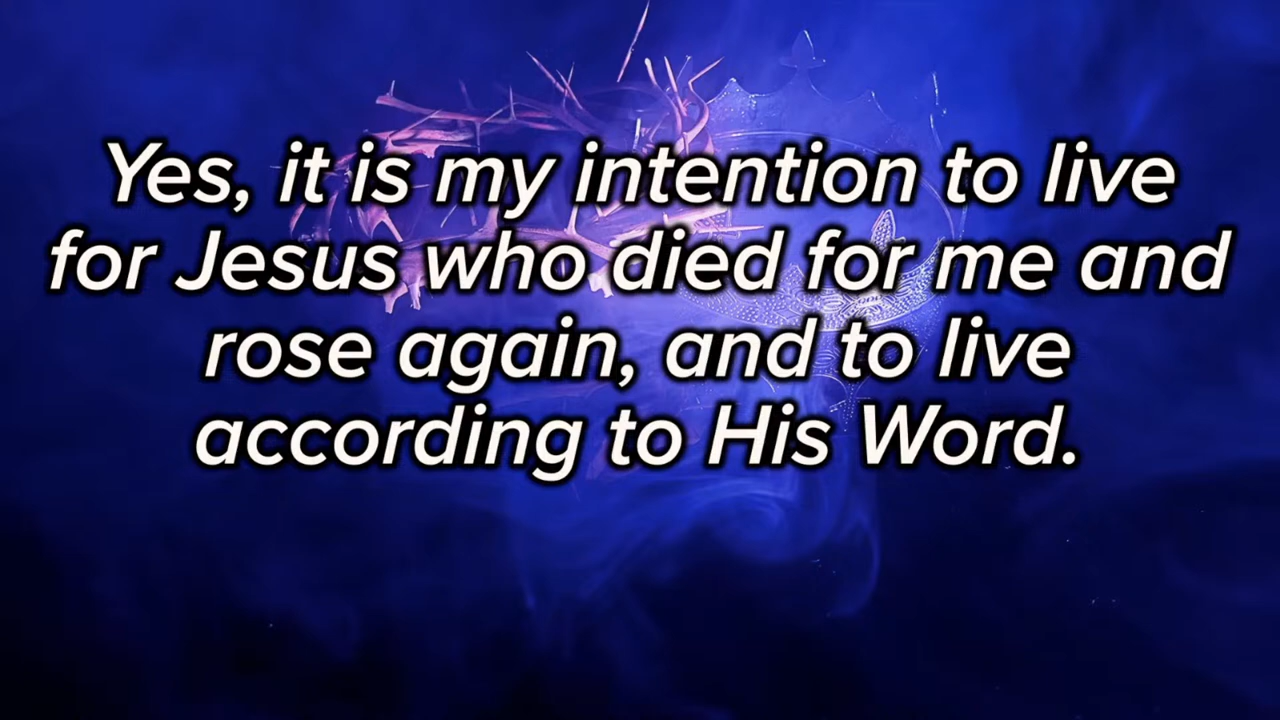 Yes, it is my intention to live
for Jesus who died for me and
rose again, and to live
according to His Word.